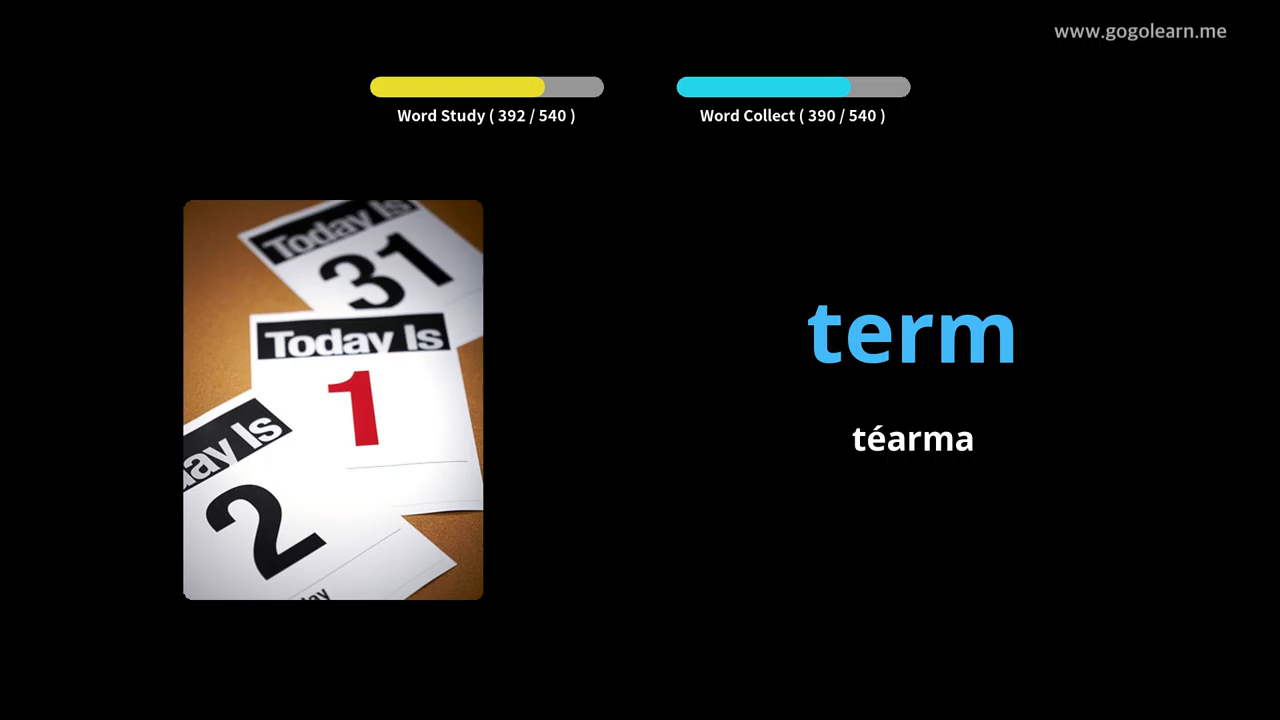 www.gogolearn.me
Word Study ( 392 / 540 )
Word Collect ( 390 / 540 )
Today Is
31
Today Is
1
day Is
2
term
téarma